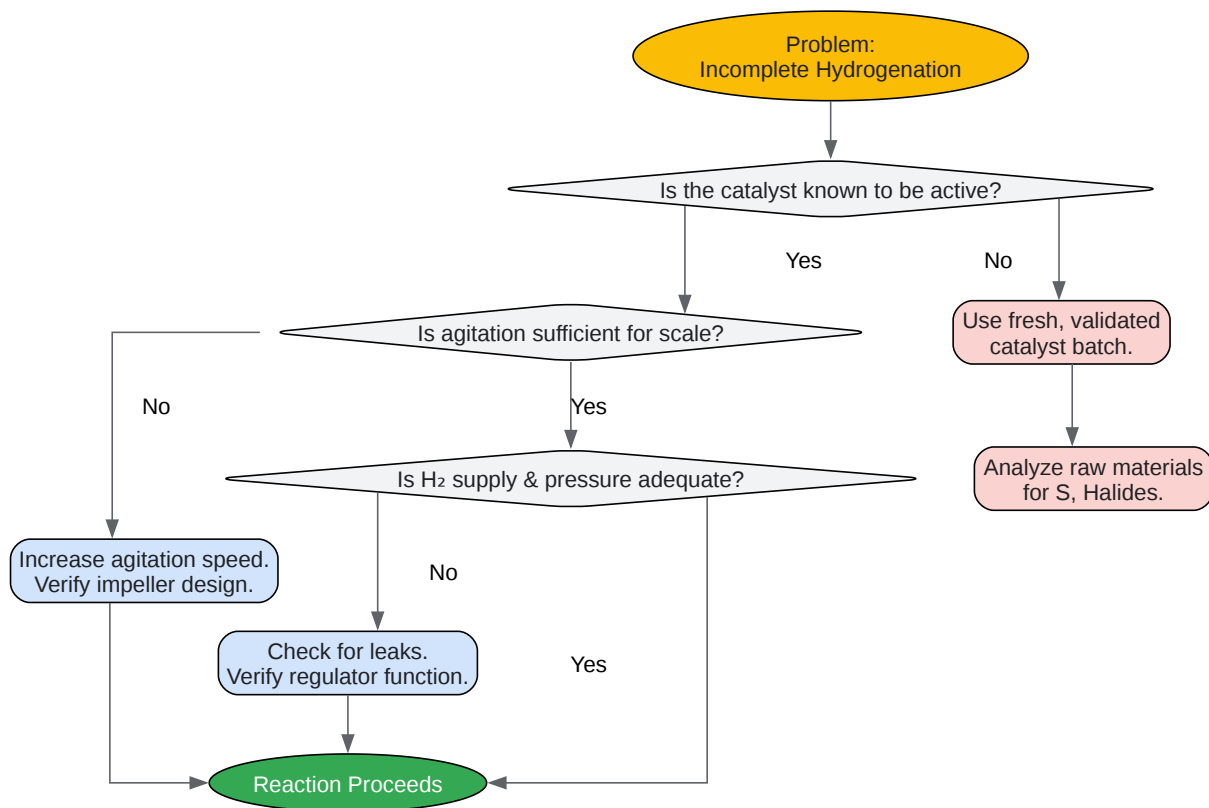 Problem:
Incomplete Hydrogenation
Is the catalyst known to be active?
Yes
No
Is agitation sufficient for scale?
Use fresh, validated
catalyst batch.
No
Yes
Is H₂ supply & pressure adequate?
Analyze raw materials
for S, Halides.
Increase agitation speed.
Verify impeller design.
No
Check for leaks.
Verify regulator function.
Yes
Reaction Proceeds